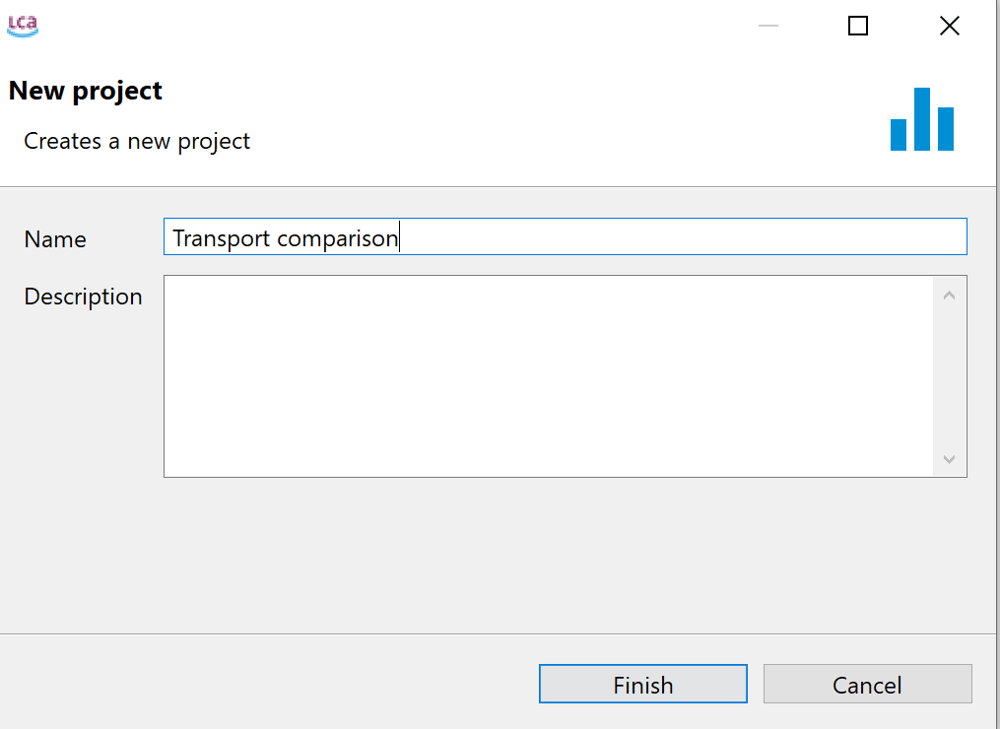 LCA
New project
Creates a new project
Name
Transport comparison
Description
Finish
Cancel